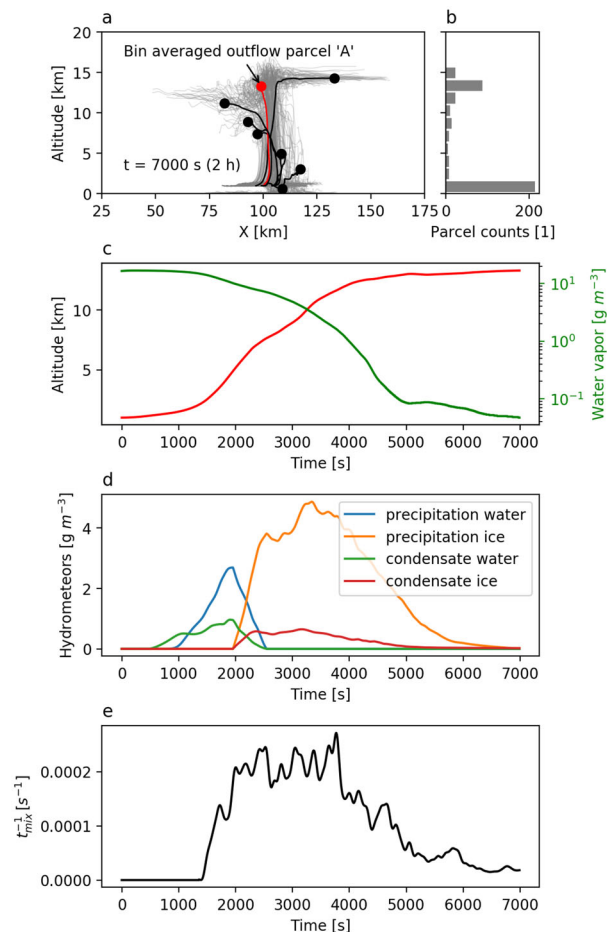 a
b
20
15
10
5
0
Altitude [km]
Bin averaged outflow parcel 'A'
t = 7000 s (2 h)
25
50
75
100
125
150
175
X [km]
0
200
Parcel counts [1]
c
10
5
Altitude [km]
10¹
10⁰
10⁻¹
Water vapor [g m⁻³]
0
1000
2000
3000
4000
5000
6000
7000
Time [s]
d
4
2
0
Hydrometeors [g m⁻³]
precipitation water
precipitation ice
condensate water
condensate ice
0
1000
2000
3000
4000
5000
6000
7000
Time [s]
e
0.0002
0.0001
0.0000
t⁻¹mix [s⁻¹]
0
1000
2000
3000
4000
5000
6000
7000
Time [s]